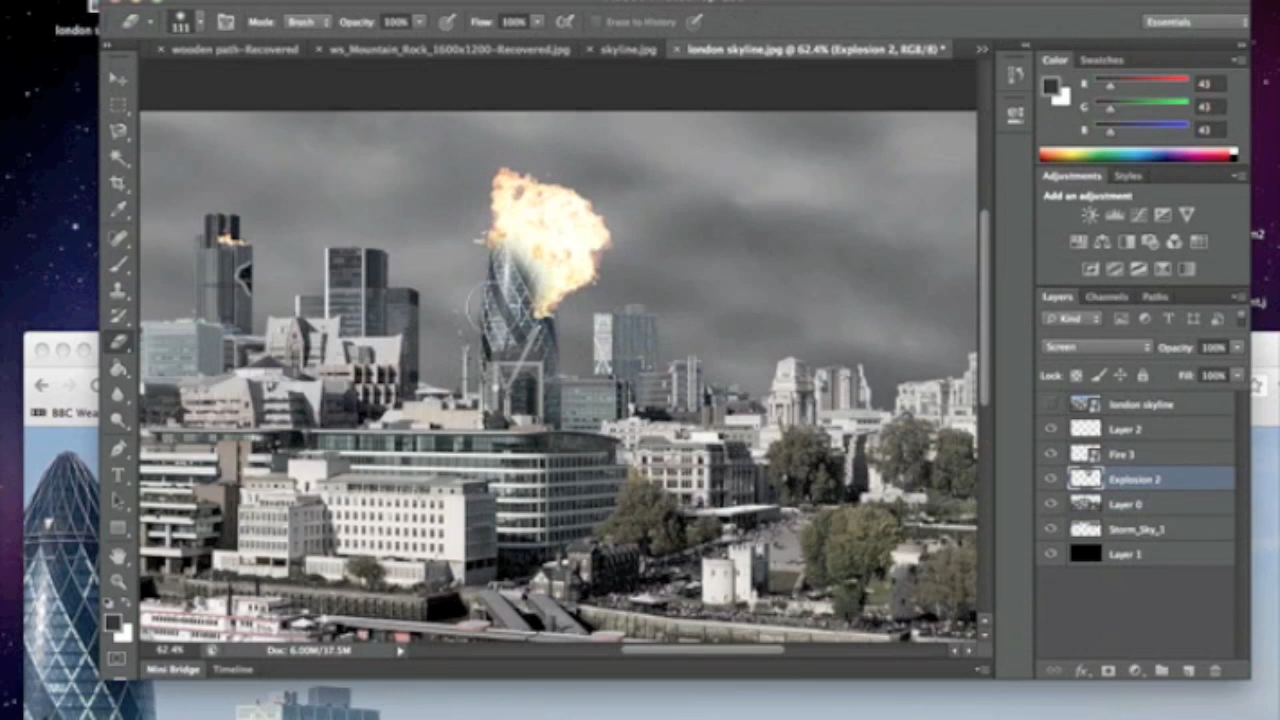 london s
111 Mode: Brush Opacity: 100% Flow: 100% Erase to History Essentials
wooden path-Recovered ws_Mountain_Rock_1600x1200-Recovered.jpg skyline.jpg london skyline.jpg @ 62.4% (Explosion 2, RGB/8) *
Color Swatches
R 43
G 43
B 43
Adjustments Styles
Add an adjustment
Layers Channels Paths
Kind
Screen Opacity: 100%
Lock: Fill: 100%
london skyline
Layer 2
Fire 3
Explosion 2
Layer 0
Storm_Sky_1
Layer 1
BBC Wea
62.4% Doc: 6.00M/37.5M
Mini Bridge Timeline